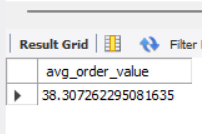 Result Grid Filter
avg_order_value
38.307262295081635